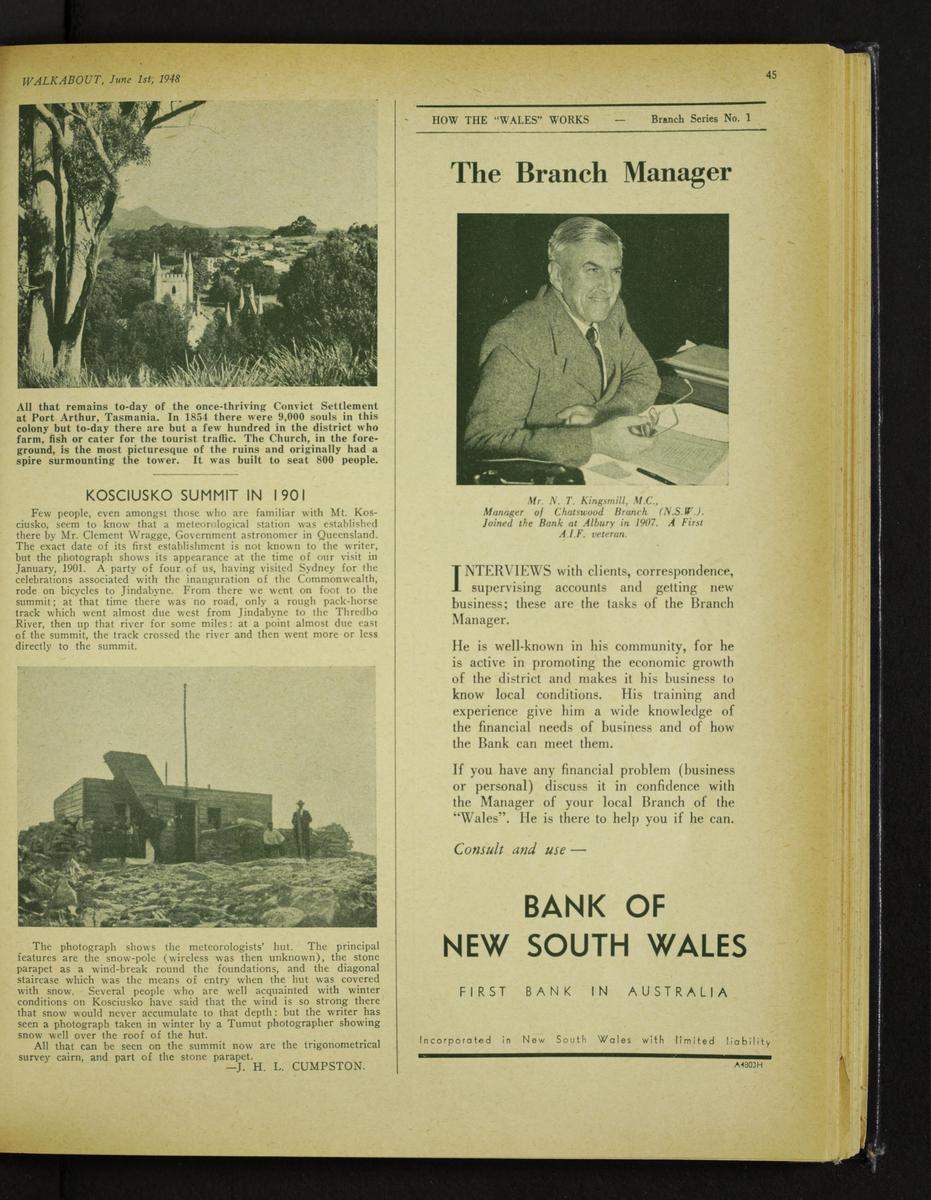 WALKABOUT, June 1st, 1948
45
All that remains to-day of the once-thriving Convict Settlement
at Port Arthur, Tasmania. In 1854 there were 9,000 souls in this
colony but to-day there are but a few hundred in the district who
farm, fish or cater for the tourist traffic. The Church, in the fore-
ground, is the most picturesque of the ruins and originally had a
spire surmounting the tower. It was built to seat 800 people.
KOSCIUSKO SUMMIT IN 1901
Few people, even amongst those who are familiar with Mt. Kos-
ciusko, seem to know that a meteorological station was established
there by Mr. Clement Wragge, Government astronomer in Queensland.
The exact date of its first establishment is not known to the writer,
but the photograph shows its appearance at the time of our visit in
January, 1901. A party of four of us, having visited Sydney for the
celebrations associated with the inauguration of the Commonwealth,
rode on bicycles to Jindabyne. From there we went on foot to the
summit; at that time there was no road, only a rough pack-horse
track which went almost due west from Jindabyne to the Thredbo
River, then up that river for some miles: at a point almost due east
of the summit, the track crossed the river and then went more or less
directly to the summit.
The photograph shows the meteorologists' hut. The principal
features are the snow-pole (wireless was then unknown), the stone
parapet as a wind-break round the foundations, and the diagonal
staircase which was the means of entry when the hut was covered
with snow. Several people who are well acquainted with winter
conditions on Kosciusko have said that the wind is so strong there
that snow would never accumulate to that depth: but the writer has
seen a photograph taken in winter by a Tumut photographer showing
snow well over the roof of the hut.
All that can be seen on the summit now are the trigonometrical
survey cairn, and part of the stone parapet.
—J. H. L. CUMPSTON.
HOW THE "WALES" WORKS — Branch Series No. 1
The Branch Manager
Mr. N. T. Kingsmill, M.C.,
Manager of Chatswood Branch (N.S.W.).
Joined the Bank at Albury in 1907. A First
A.I.F. veteran.
INTERVIEWS with clients, correspondence,
supervising accounts and getting new
business; these are the tasks of the Branch
Manager.
He is well-known in his community, for he
is active in promoting the economic growth
of the district and makes it his business to
know local conditions. His training and
experience give him a wide knowledge of
the financial needs of business and of how
the Bank can meet them.
If you have any financial problem (business
or personal) discuss it in confidence with
the Manager of your local Branch of the
"Wales". He is there to help you if he can.
Consult and use —
BANK OF
NEW SOUTH WALES
FIRST BANK IN AUSTRALIA
Incorporated in New South Wales with limited liability
A4803H